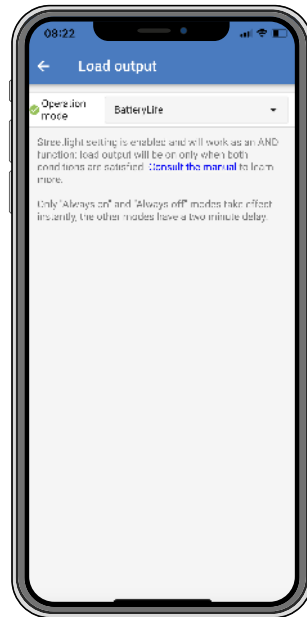 08:22
Load output
Operation
mode
BatteryLife
Streetlight setting is enabled and will work as an AND
function: load output will be on only when both
conditions are satisfied. Consult the manual to learn
more.
Only "Always on" and "Always off" modes take effect
instantly, the other modes have a two minute delay.